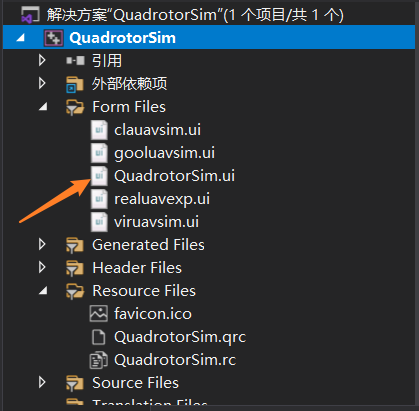 解决方案“QuadrotorSim”(1 个项目/共 1 个)
QuadrotorSim
引用
外部依赖项
Form Files
clauavsim.ui
gooluavsim.ui
QuadrotorSim.ui
realuavexp.ui
viruavsim.ui
Generated Files
Header Files
Resource Files
favicon.ico
QuadrotorSim.qrc
QuadrotorSim.rc
Source Files
Translation Files